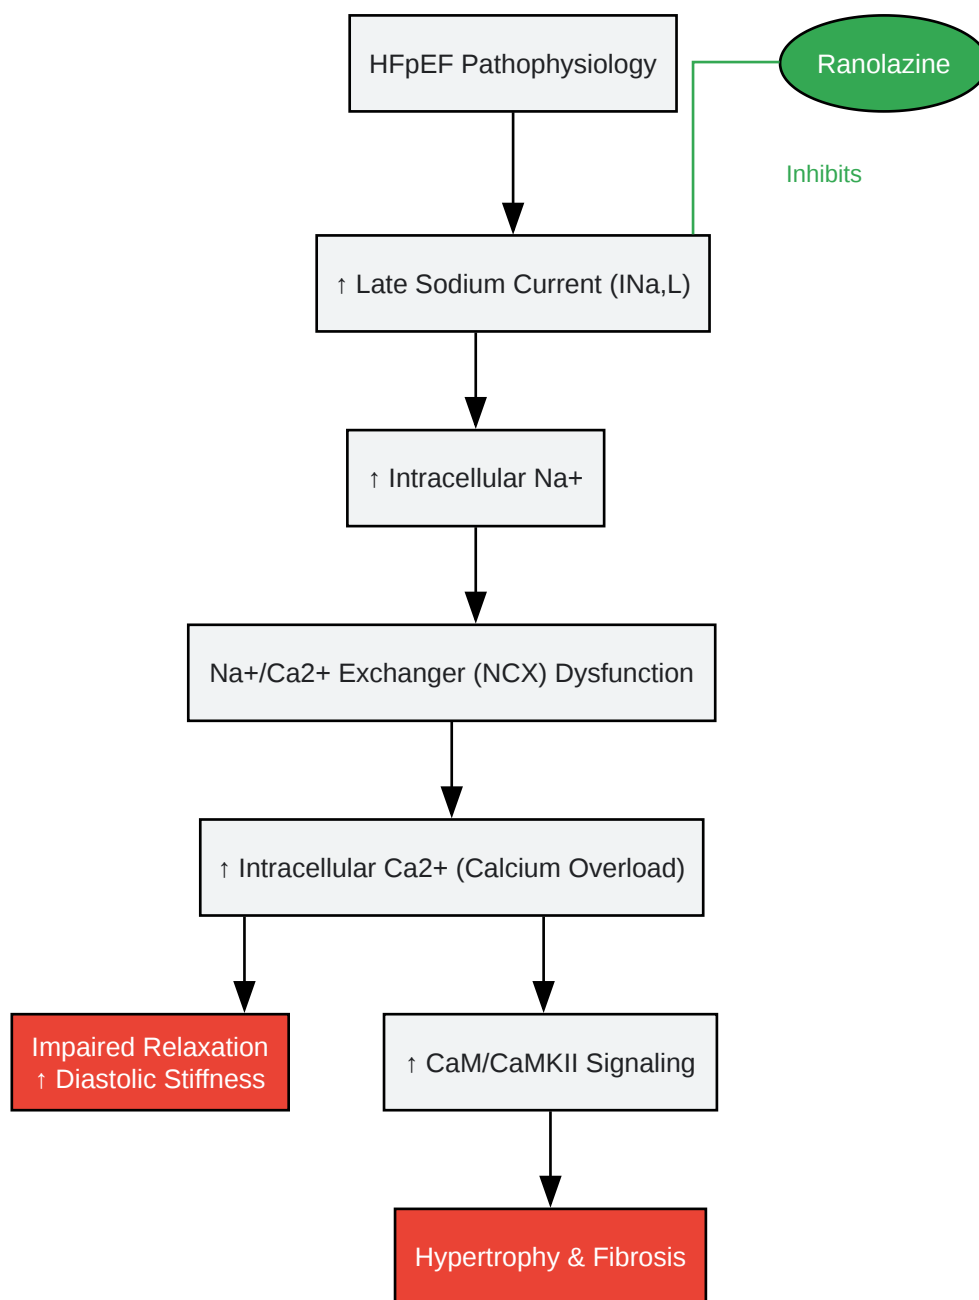 HFpEF Pathophysiology
Ranolazine
Inhibits
↑ Late Sodium Current (INa,L)
↑ Intracellular Na+
Na+/Ca2+ Exchanger (NCX) Dysfunction
↑ Intracellular Ca2+ (Calcium Overload)
Impaired Relaxation
↑ Diastolic Stiffness
↑ CaM/CaMKII Signaling
Hypertrophy & Fibrosis